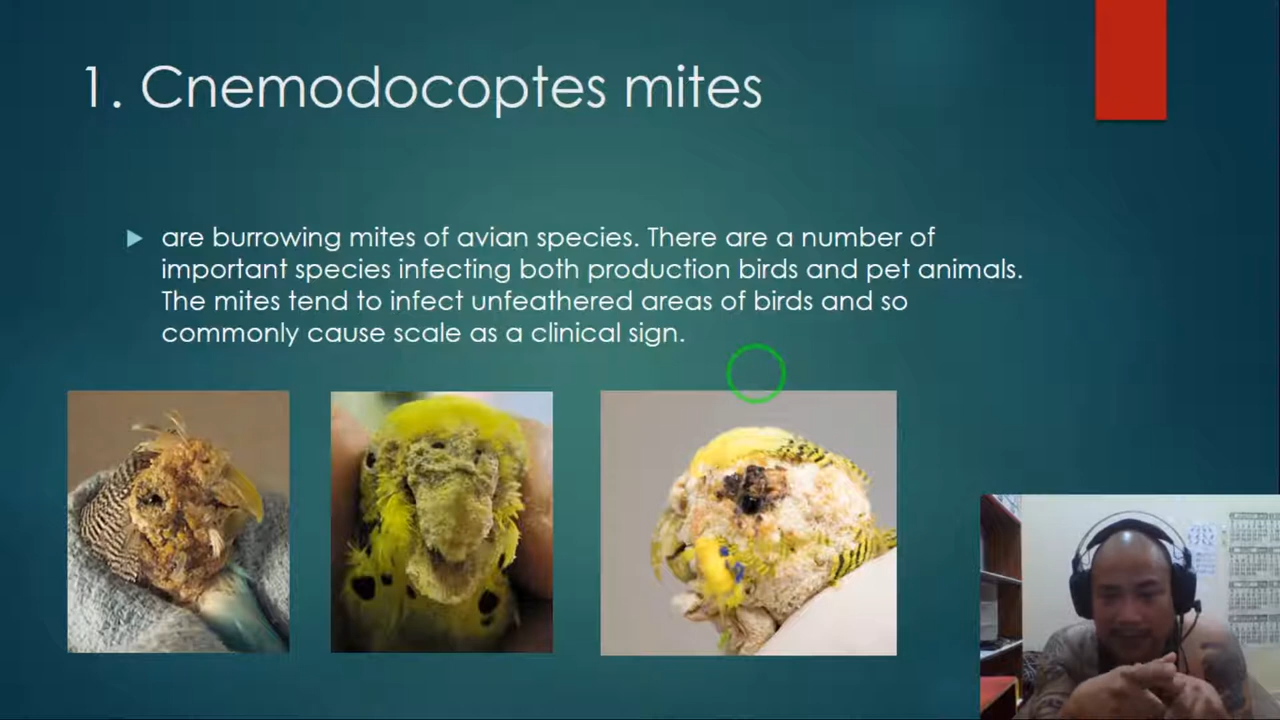 1. Cnemodocoptes mites
are burrowing mites of avian species. There are a number of
important species infecting both production birds and pet animals.
The mites tend to infect unfeathered areas of birds and so
commonly cause scale as a clinical sign.